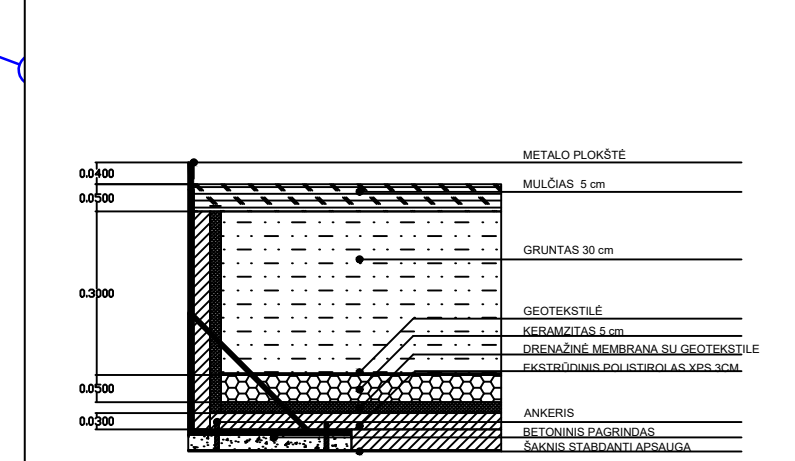 METALO PLOKŠTĖ
0.0400
MULČIAS 5 cm
0.0500
GRUNTAS 30 cm
0.3000
GEOTEKSTILĖ
KERAMZITAS 5 cm
DRENAŽINĖ MEMBRANA SU GEOTEKSTILE
EKSTRŪDINIS POLISTIROLAS XPS 3CM
0.0500
ANKERIS
0.0300
BETONINIS PAGRINDAS
ŠAKNIS STABDANTI APSAUGA